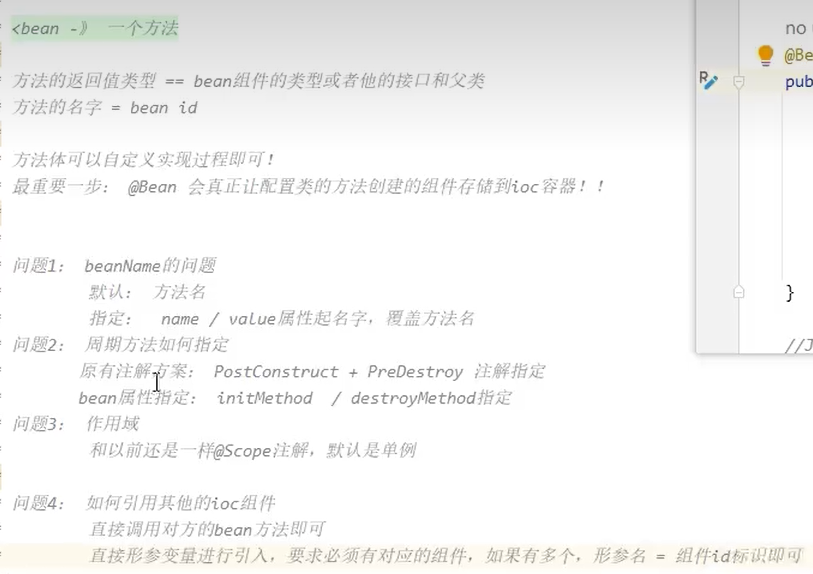 <bean -》 一个方法
方法的返回值类型 == bean组件的类型或者他的接口和父类
方法的名字 = bean id
方法体可以自定义实现过程即可！
最重要一步： @Bean 会真正让配置类的方法创建的组件存储到ioc容器！！
问题1： beanName的问题
默认： 方法名
指定： name / value属性起名字，覆盖方法名
问题2： 周期方法如何指定
原有注解方案： PostConstruct + PreDestroy 注解指定
bean属性指定： initMethod / destroyMethod指定
问题3： 作用域
和以前还是一样@Scope注解，默认是单例
问题4： 如何引用其他的ioc组件
直接调用对方的bean方法即可
直接形参变量进行引入，要求必须有对应的组件，如果有多个，形参名 = 组件id标识即可
no
@Be
pub
}
//J